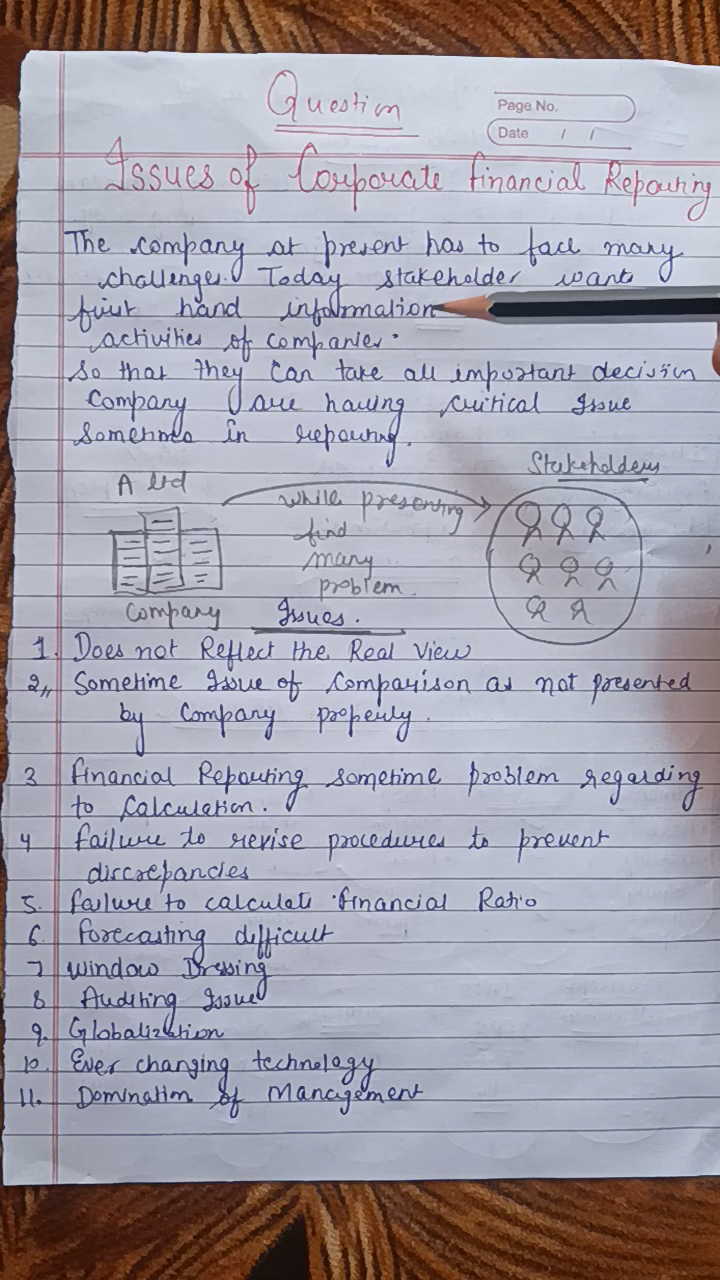 Question
Page No.
Date / /
Issues of Corporate financial Reporting
The company at present has to face many
challenges. Today stakeholder wants
first hand information
activities of companies.
so that they can take all important decision
Company are having critical Issue
sometimes in reporting.
Stakeholders
A ltd
while presenting
find
many
problem.
Company
Issues.
1. Does not Reflect the Real View
2,, Sometime Issue of Comparison as not presented
by Company properly.
3 financial Reporting sometime problem regarding
to Calculation.
4 failure to revise procedures to prevent
discrepancies
5. failure to calculate financial Ratio
6. forecasting difficult
7 Window Dressing
8 Auditing Issue
9. Globalization
10. Ever changing technology
11. Domination of Management